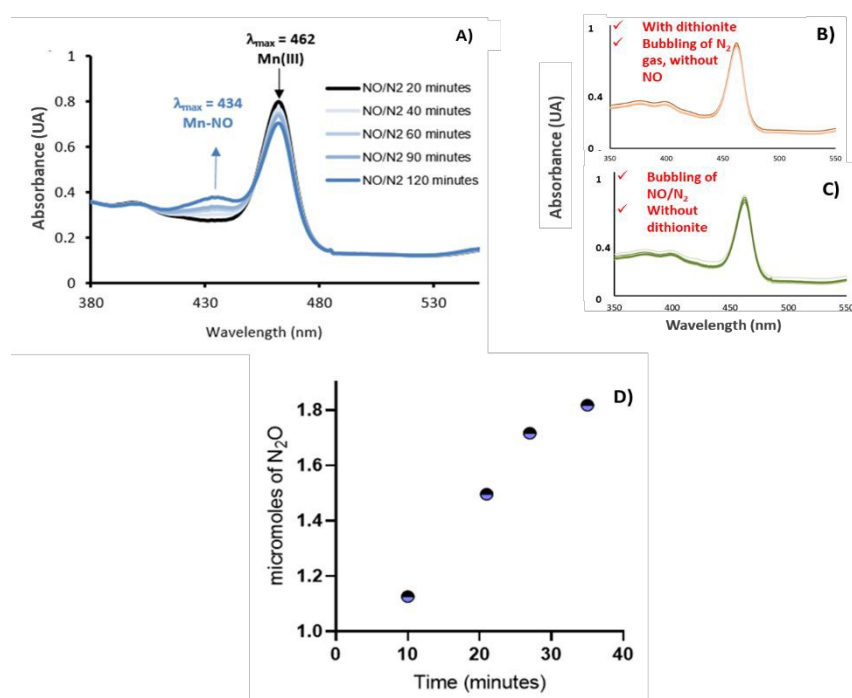 A)
λmax = 462
Mn(III)
λmax = 434
Mn-NO
NO/N2 20 minutes
NO/N2 40 minutes
NO/N2 60 minutes
NO/N2 90 minutes
NO/N2 120 minutes
Absorbance (UA)
1
0.8
0.6
0.4
0.2
0
380
430
480
530
Wavelength (nm)
B)
✓ With dithionite
✓ Bubbling of N2
gas, without
NO
1
0.4
0
350
400
450
500
550
Absorbance (UA)
C)
✓ Bubbling of
NO/N2
✓ Without
dithionite
1
0.4
0
350
400
450
500
550
Wavelength (nm)
D)
micromoles of N2O
1.8
1.6
1.4
1.2
1.0
0
10
20
30
40
Time (minutes)